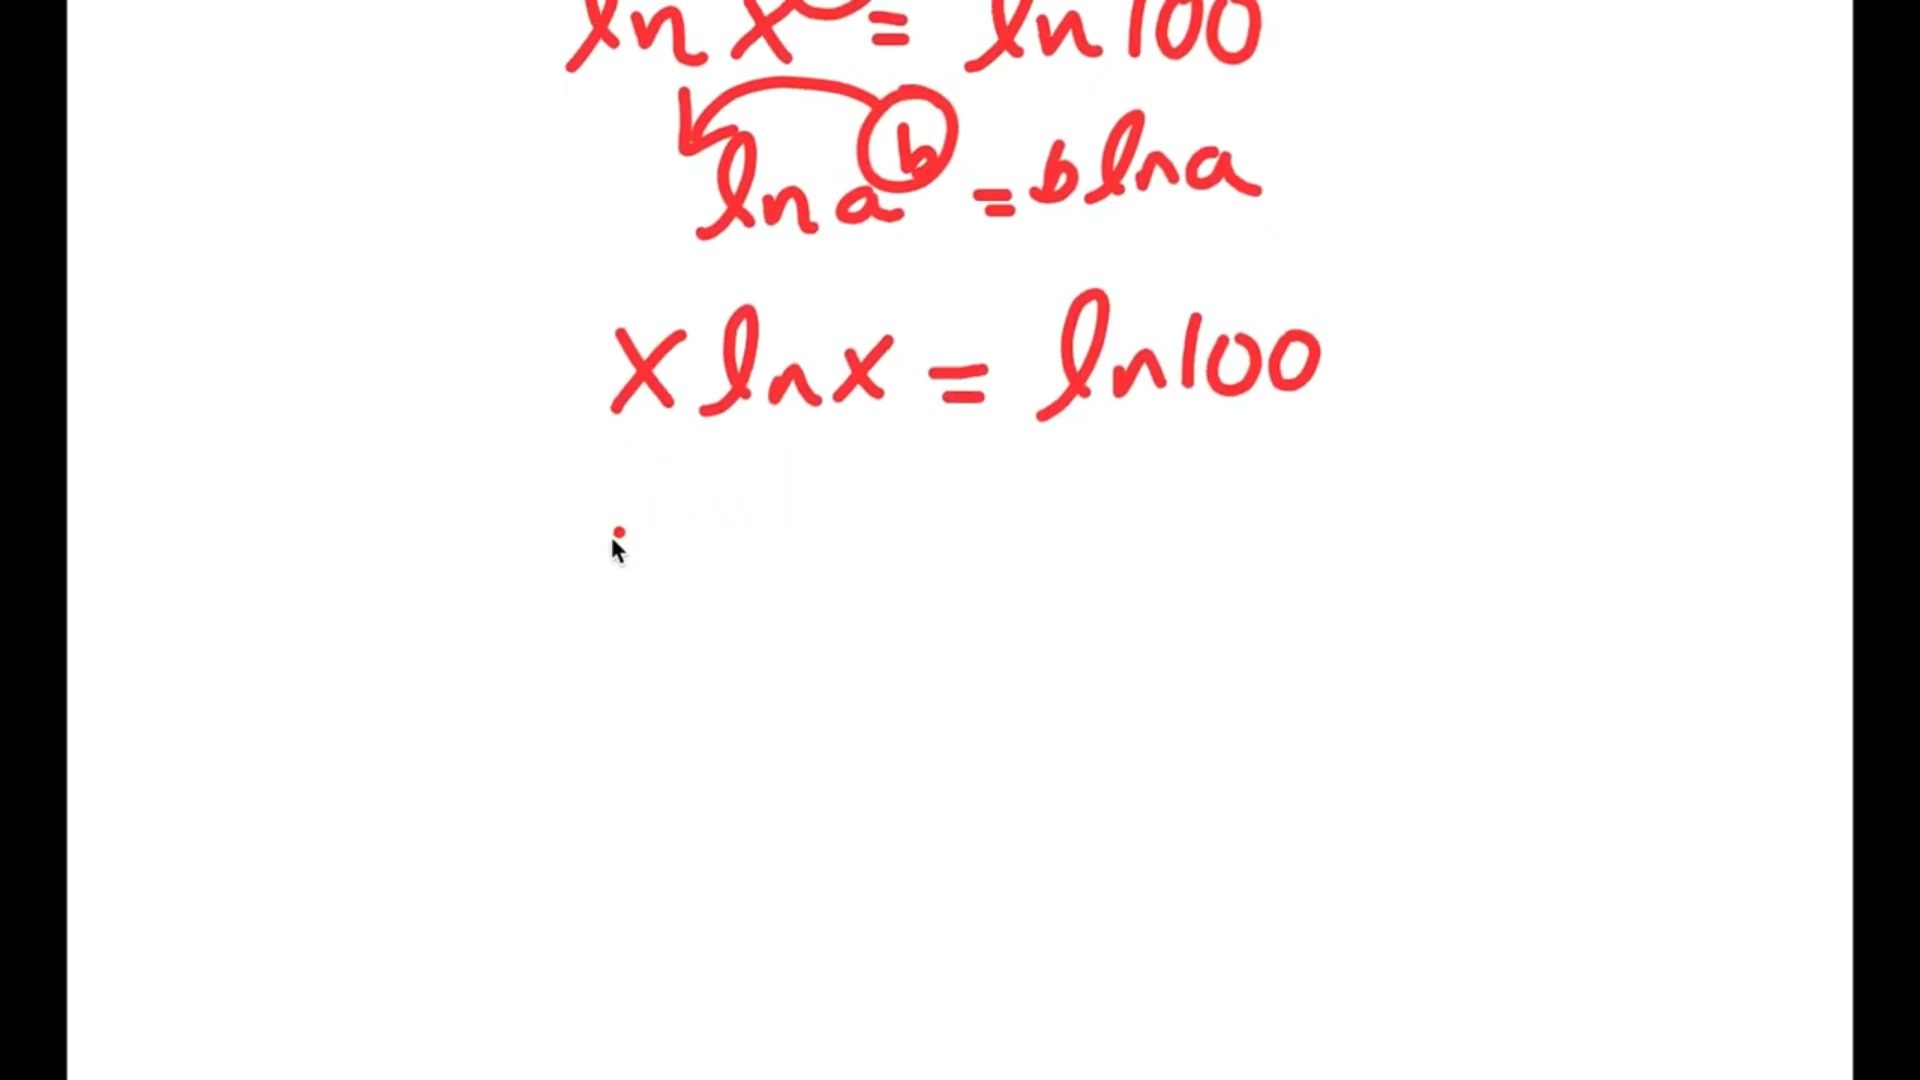 ln x = ln 100
ln a^b = b ln a
x ln x = ln 100